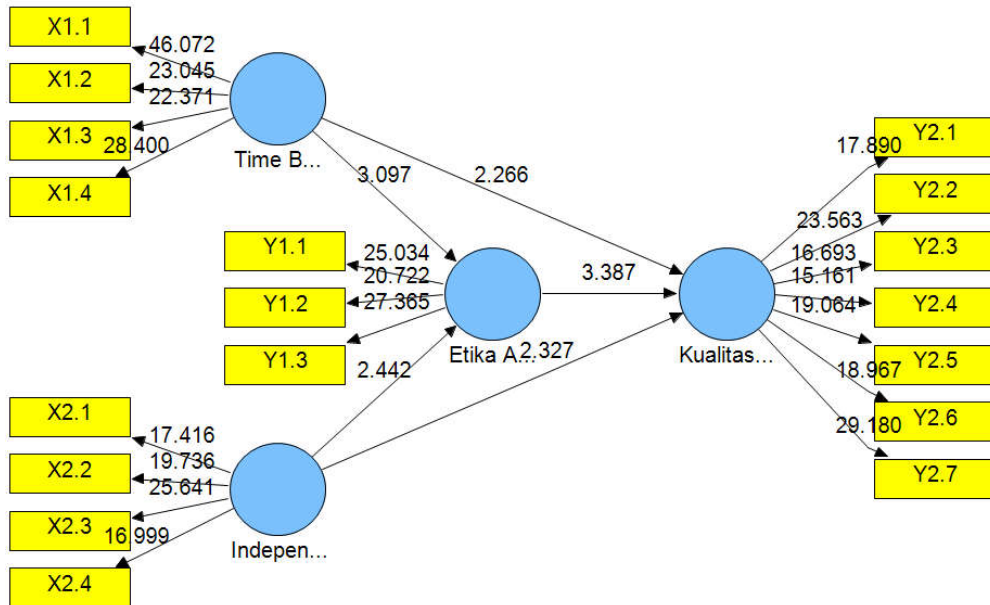 X1.1
46.072
X1.2
23.045
X1.3
22.371
X1.4
28.400
Time B...
3.097
2.266
Y1.1
25.034
Y1.2
20.722
Y1.3
27.365
Etika A...
3.387
2.442
2.327
X2.1
17.416
X2.2
19.736
X2.3
25.641
X2.4
16.999
Indepen...
Kualitas...
Y2.1
17.890
Y2.2
23.563
Y2.3
16.693
Y2.4
15.161
Y2.5
19.064
Y2.6
18.967
Y2.7
29.180